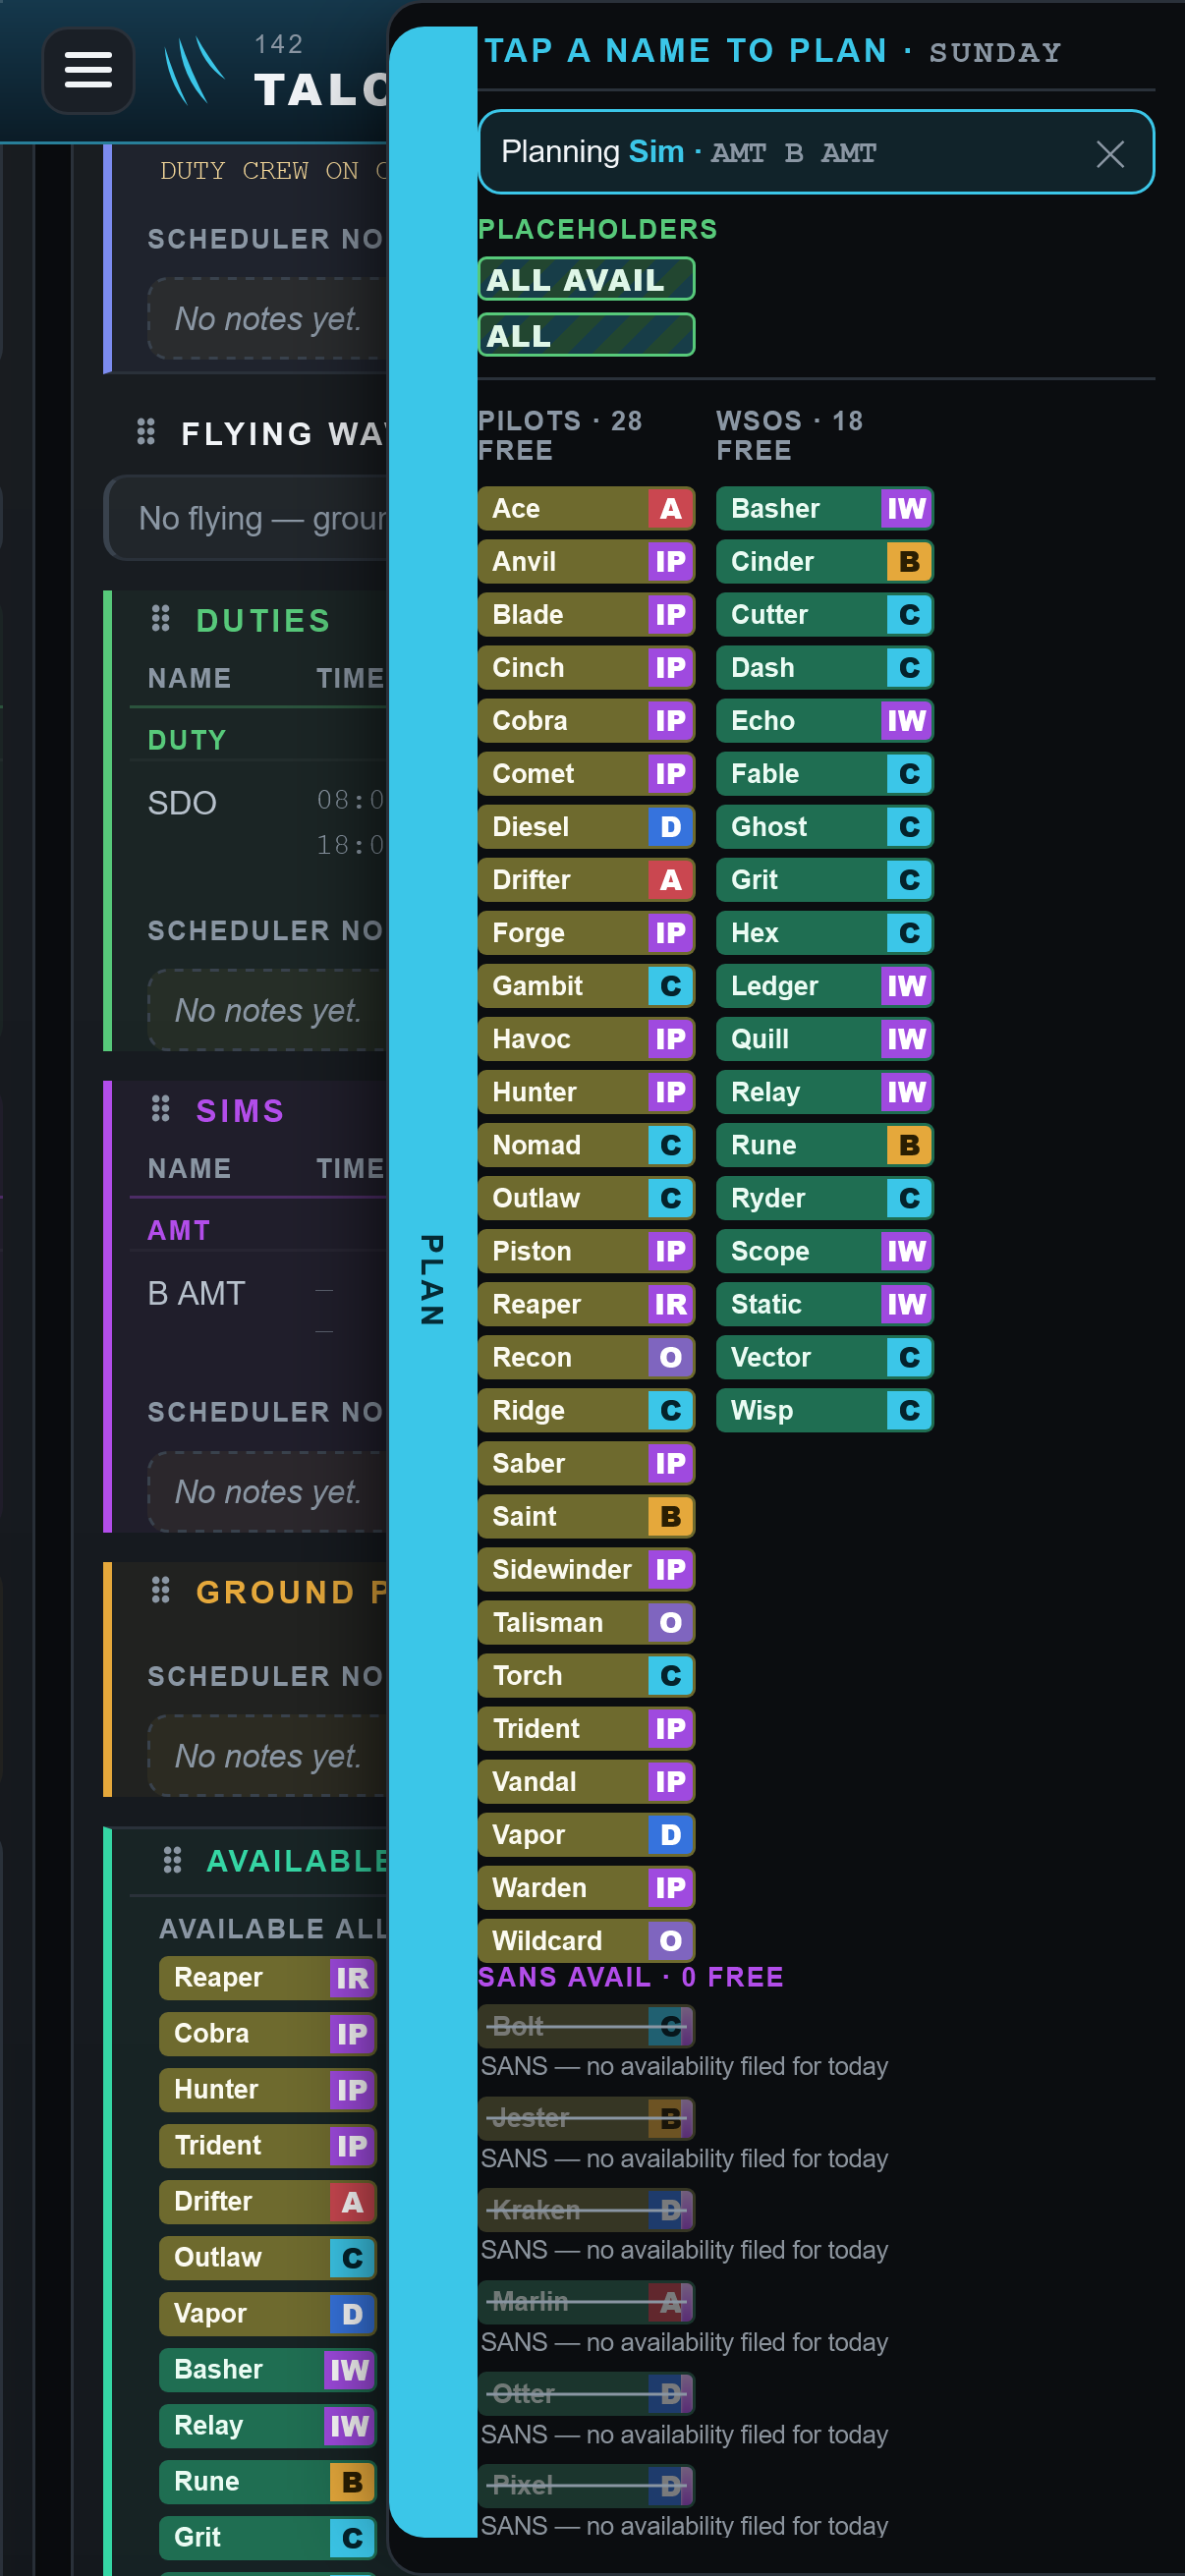 142
TALO
DUTY CREW ON
SCHEDULER NO
No notes yet.
FLYING WA
No flying — groun
DUTIES
NAME TIME
DUTY
SDO 08:0
18:0
SCHEDULER NO
No notes yet.
SIMS
NAME TIME
AMT
B AMT —
—
SCHEDULER NO
No notes yet.
GROUND P
SCHEDULER NO
No notes yet.
AVAILABLE
AVAILABLE ALL
Reaper IR
Cobra IP
Hunter IP
Trident IP
Drifter A
Outlaw C
Vapor D
Basher IW
Relay IW
Rune B
Grit C
PLAN
TAP A NAME TO PLAN · SUNDAY
Planning Sim · AMT B AMT
PLACEHOLDERS
ALL AVAIL
ALL
PILOTS · 28
FREE
Ace A
Anvil IP
Blade IP
Cinch IP
Cobra IP
Comet IP
Diesel D
Drifter A
Forge IP
Gambit C
Havoc IP
Hunter IP
Nomad C
Outlaw C
Piston IP
Reaper IR
Recon O
Ridge C
Saber IP
Saint B
Sidewinder IP
Talisman O
Torch C
Trident IP
Vandal IP
Vapor D
Warden IP
Wildcard O
WSOS · 18
FREE
Basher IW
Cinder B
Cutter C
Dash C
Echo IW
Fable C
Ghost C
Grit C
Hex C
Ledger IW
Quill IW
Relay IW
Rune B
Ryder C
Scope IW
Static IW
Vector C
Wisp C
SANS AVAIL · 0 FREE
Bolt C
SANS — no availability filed for today
Jester B
SANS — no availability filed for today
Kraken D
SANS — no availability filed for today
Marlin A
SANS — no availability filed for today
Otter D
SANS — no availability filed for today
Pixel D
SANS — no availability filed for today